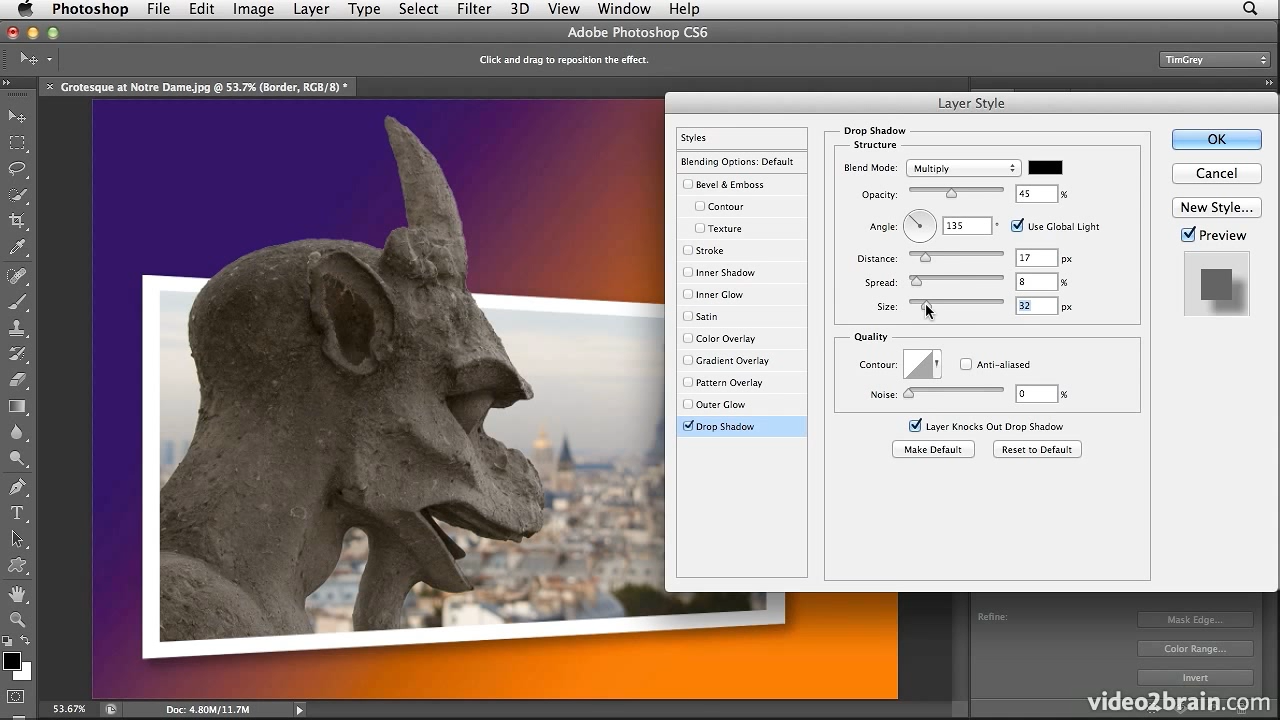 Photoshop File Edit Image Layer Type Select Filter 3D View Window Help
Adobe Photoshop CS6
Click and drag to reposition the effect.
TimGrey
Grotesque at Notre Dame.jpg @ 53.7% (Border, RGB/8) *
Layer Style
Styles
Blending Options: Default
Bevel & Emboss
Contour
Texture
Stroke
Inner Shadow
Inner Glow
Satin
Color Overlay
Gradient Overlay
Pattern Overlay
Outer Glow
Drop Shadow
Drop Shadow
Structure
Blend Mode: Multiply
Opacity: 45 %
Angle: 135 ° Use Global Light
Distance: 17 px
Spread: 8 %
Size: 32 px
Quality
Contour: Anti-aliased
Noise: 0 %
Layer Knocks Out Drop Shadow
Make Default Reset to Default
OK
Cancel
New Style...
Preview
Refine:
Mask Edge...
Color Range...
Invert
53.67% Doc: 4.80M/11.7M
video2brain.com